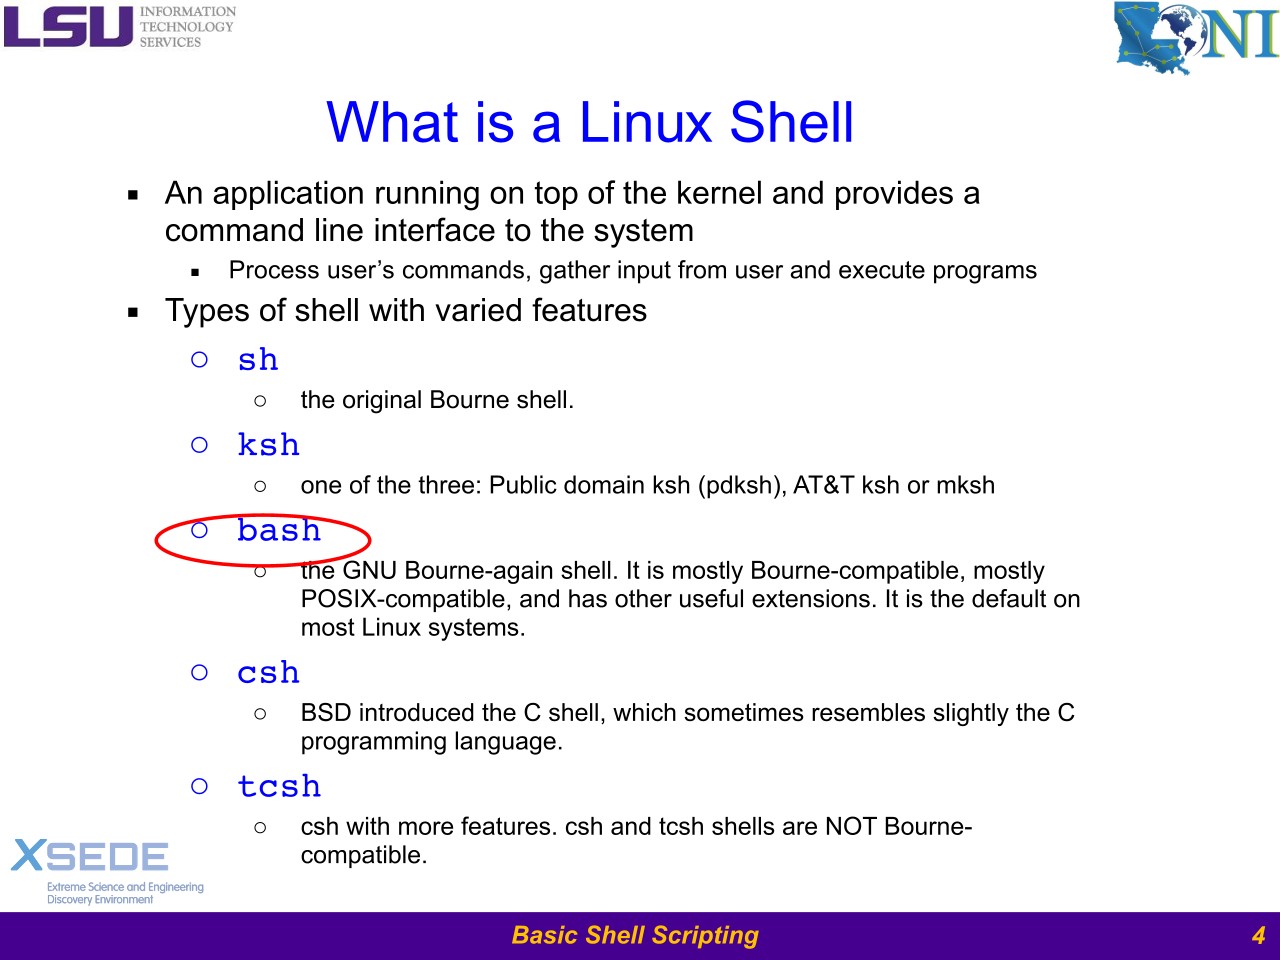 LSU INFORMATION
TECHNOLOGY
SERVICES
LONI
What is a Linux Shell
▪ An application running on top of the kernel and provides a
command line interface to the system
▪ Process user’s commands, gather input from user and execute programs
▪ Types of shell with varied features
○ sh
○ the original Bourne shell.
○ ksh
○ one of the three: Public domain ksh (pdksh), AT&T ksh or mksh
○ bash
○ the GNU Bourne-again shell. It is mostly Bourne-compatible, mostly
POSIX-compatible, and has other useful extensions. It is the default on
most Linux systems.
○ csh
○ BSD introduced the C shell, which sometimes resembles slightly the C
programming language.
○ tcsh
○ csh with more features. csh and tcsh shells are NOT Bourne-
compatible.
XSEDE
Extreme Science and Engineering
Discovery Environment
Basic Shell Scripting
4